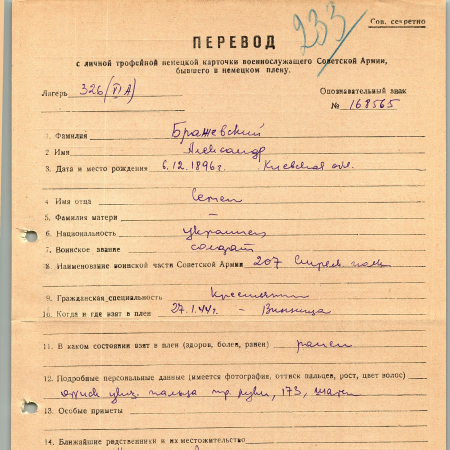 233
Сов. секретно
ПЕРЕВОД
с личной трофейной немецкой карточки военнослужащего Советской Армии,
бывшего в немецком плену.
Лагерь 326 (VI A)
Опознавательный знак
№ 168565
1. Фамилия Бражевский
2. Имя Александр
3. Дата и место рождения 6.12.1896г. Киевская обл.
4. Имя отца Семен
5. Фамилия матери —
6. Национальность украинец
7. Воинское звание солдат
8. Наименование воинской части Советской Армии 207 Стрелк. полк
9. Гражданская специальность крестьянин
10. Когда и где взят в плен 27.1.44г. - Винница
11. В каком состоянии взят в плен (здоров, болен, ранен) ранен
12. Подробные персональные данные (имеется фотография, оттиск пальцев, рост, цвет волос)
оттиск указ. пальца пр. руки, 173,
13. Особые приметы
14. Ближайшие родственники и их местожительство